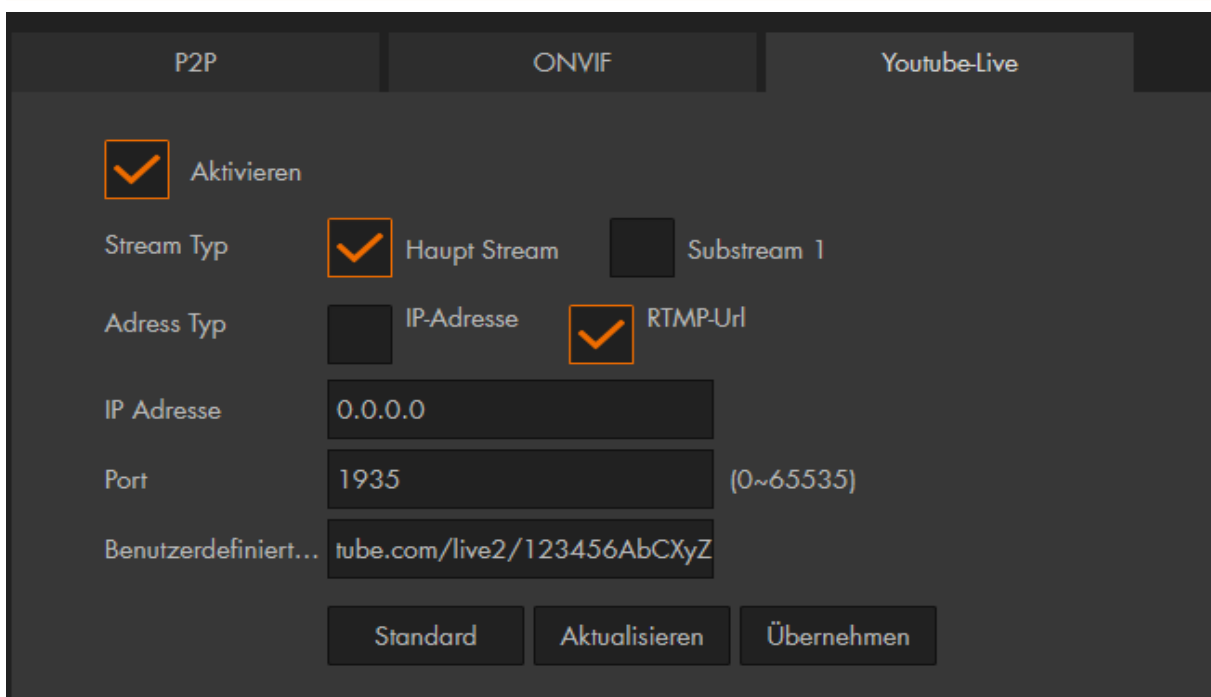 P2P ONVIF Youtube-Live
Aktivieren
Stream Typ Haupt Stream Substream 1
Adress Typ IP-Adresse RTMP-Url
IP Adresse 0.0.0.0
Port 1935 (0~65535)
Benutzerdefiniert... tube.com/live2/123456AbCXyZ
Standard Aktualisieren Übernehmen